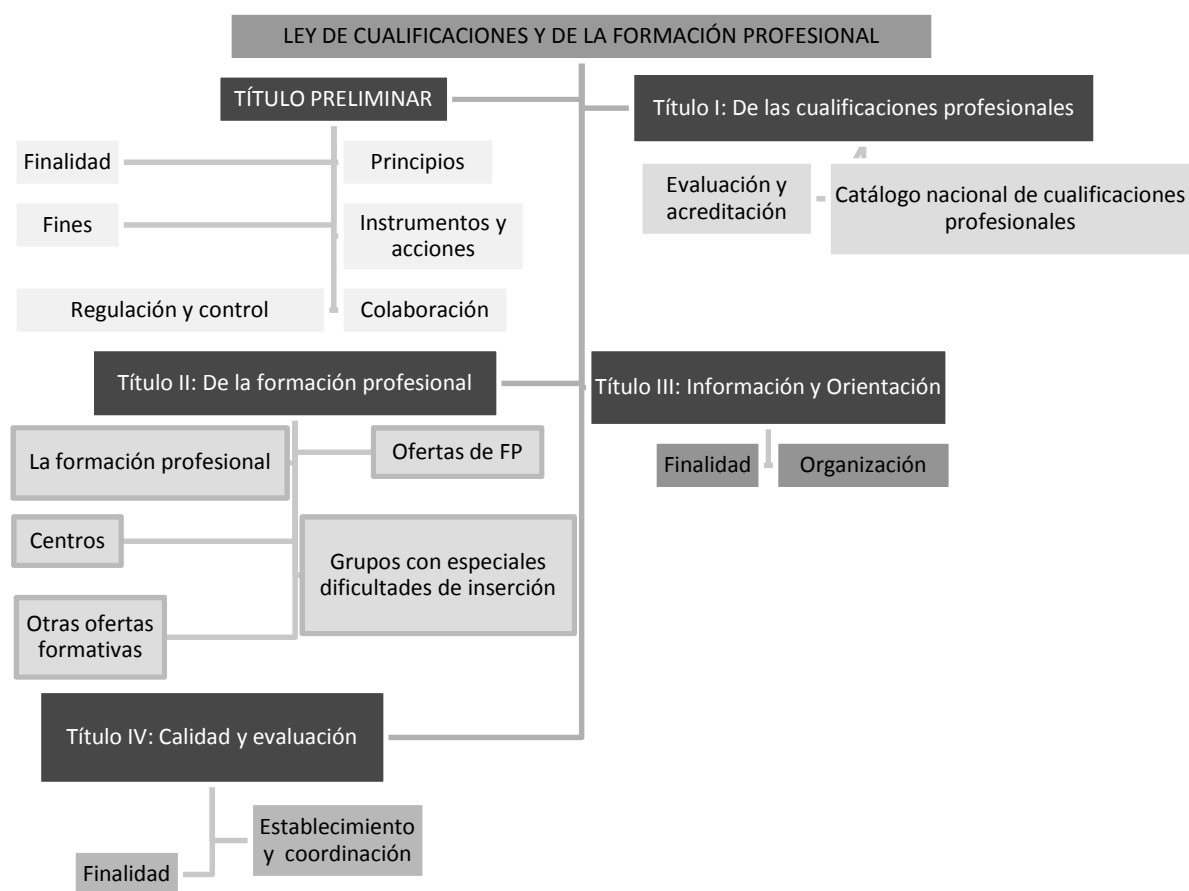 LEY DE CUALIFICACIONES Y DE LA FORMACIÓN PROFESIONAL
TÍTULO PRELIMINAR
Finalidad
Principios
Fines
Instrumentos y
acciones
Regulación y control
Colaboración
Título I: De las cualificaciones profesionales
Evaluación y
acreditación
Catálogo nacional de cualificaciones
profesionales
Título II: De la formación profesional
La formación profesional
Ofertas de FP
Centros
Grupos con especiales
dificultades de inserción
Otras ofertas
formativas
Título III: Información y Orientación
Finalidad
Organización
Título IV: Calidad y evaluación
Establecimiento
y coordinación
Finalidad